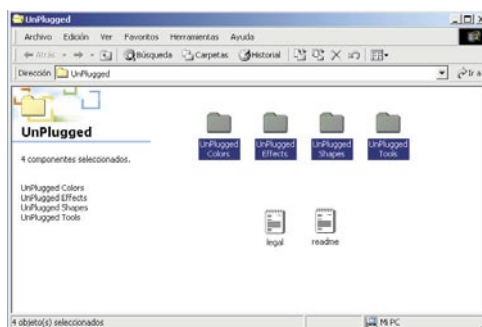 UnPlugged
Archivo Edición Ver Favoritos Herramientas Ayuda
Atrás Búsqueda Carpetas Historial
Dirección UnPlugged Ir a
UnPlugged
4 componentes seleccionados.
UnPlugged Colors
UnPlugged Effects
UnPlugged Shapes
UnPlugged Tools
UnPlugged Colors
UnPlugged Effects
UnPlugged Shapes
UnPlugged Tools
legal
readme
4 objeto(s) seleccionados
Mi PC